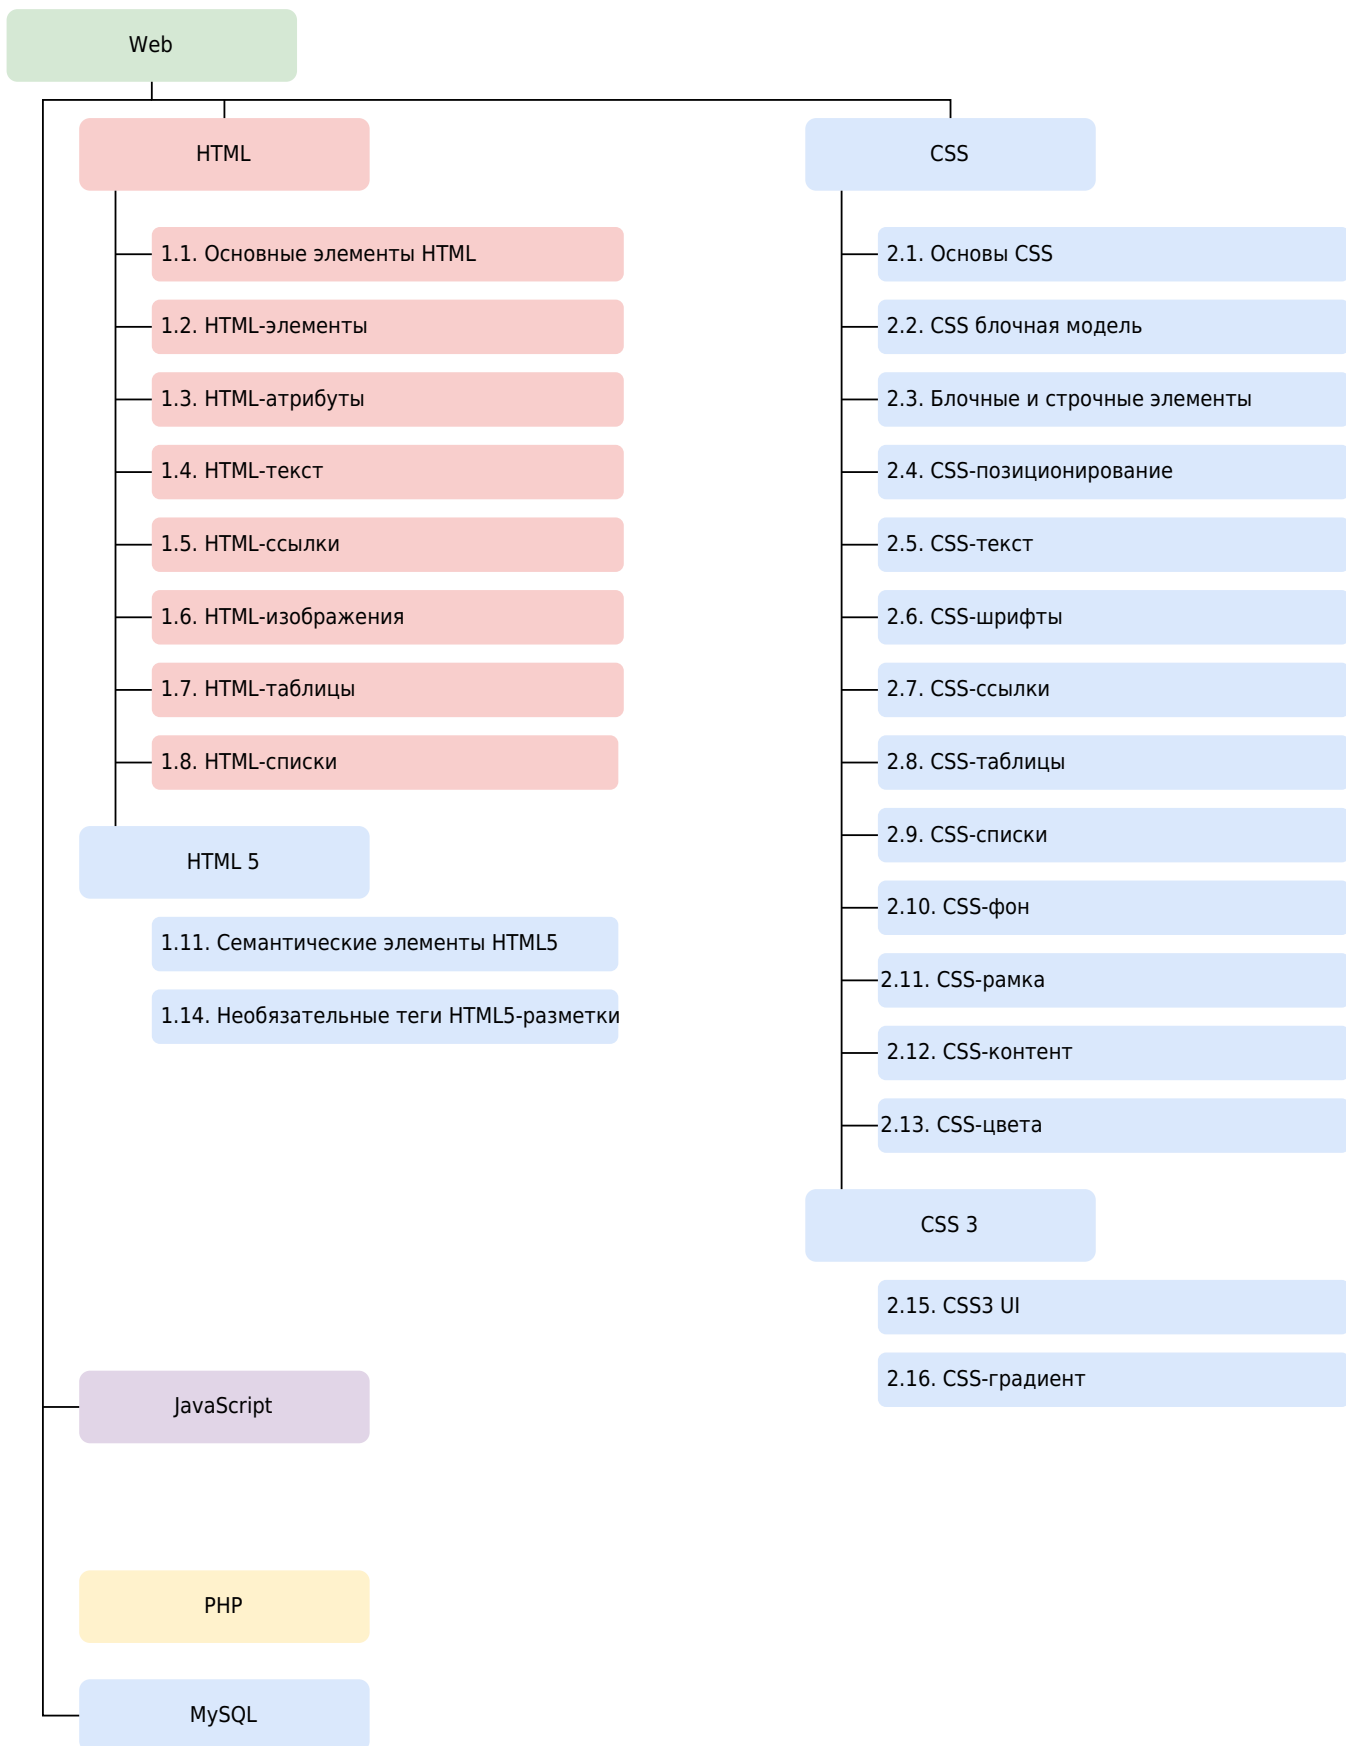 Web
HTML
1.1. Основные элементы HTML
1.2. HTML-элементы
1.3. HTML-атрибуты
1.4. HTML-текст
1.5. HTML-ссылки
1.6. HTML-изображения
1.7. HTML-таблицы
1.8. HTML-списки
HTML 5
1.11. Семантические элементы HTML5
1.14. Необязательные теги HTML5-разметки
CSS
2.1. Основы CSS
2.2. CSS блочная модель
2.3. Блочные и строчные элементы
2.4. CSS-позиционирование
2.5. CSS-текст
2.6. CSS-шрифты
2.7. CSS-ссылки
2.8. CSS-таблицы
2.9. CSS-списки
2.10. CSS-фон
2.11. CSS-рамка
2.12. CSS-контент
2.13. CSS-цвета
CSS 3
2.15. CSS3 UI
2.16. CSS-градиент
JavaScript
PHP
MySQL